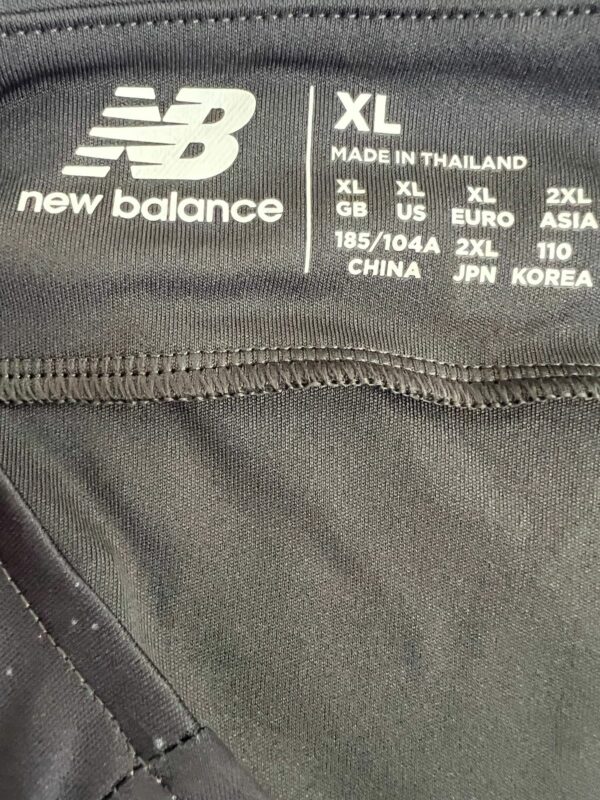 NB
new balance
XL
MADE IN THAILAND
XL XL XL 2XL
GB US EURO ASIA
185/104A 2XL 110
CHINA JPN KOREA